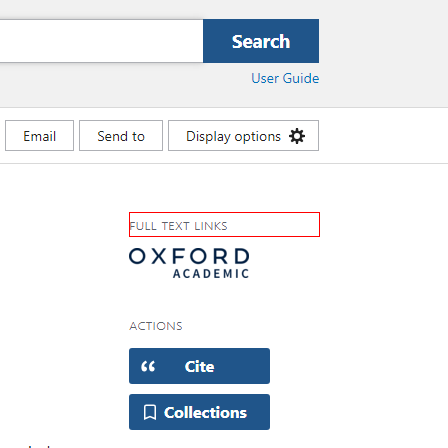 Search
User Guide
Email
Send to
Display options
FULL TEXT LINKS
OXFORD
ACADEMIC
ACTIONS
Cite
Collections